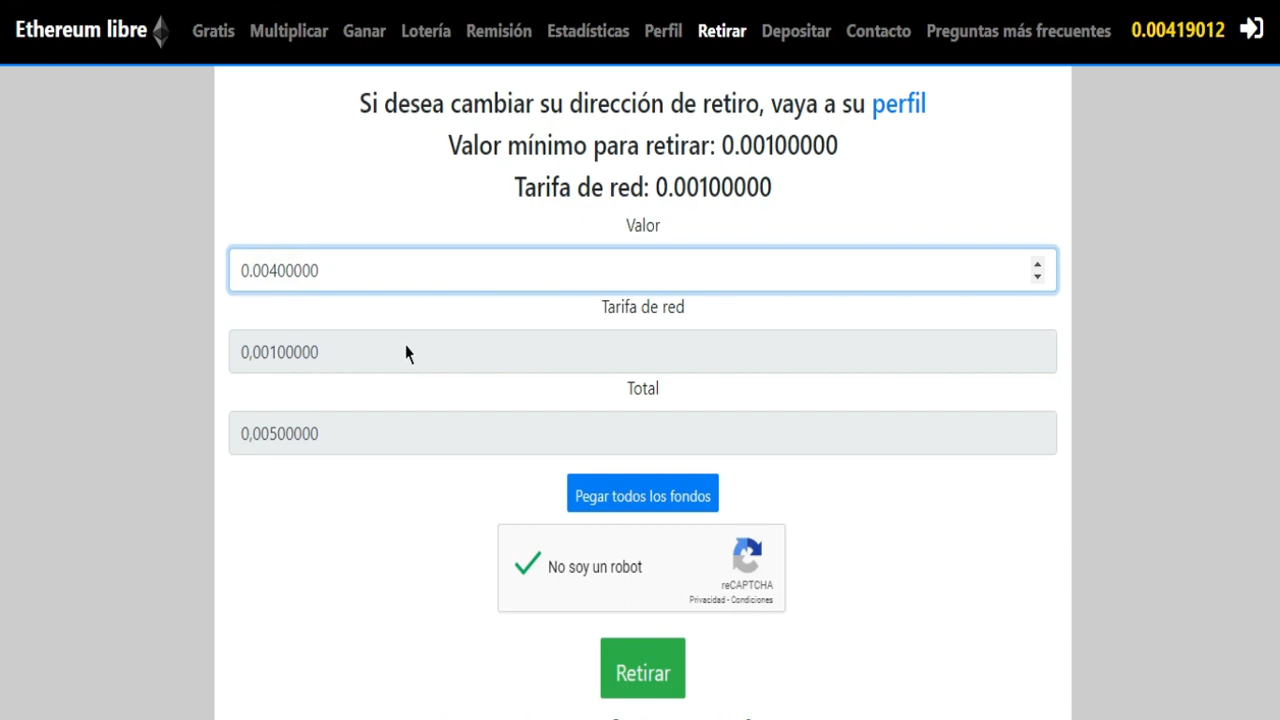 Ethereum libre Gratis Multiplicar Ganar Lotería Remisión Estadísticas Perfil Retirar Depositar Contacto Preguntas más frecuentes 0.00419012
Si desea cambiar su dirección de retiro, vaya a su perfil
Valor mínimo para retirar: 0.00100000
Tarifa de red: 0.00100000
Valor
0.00400000
Tarifa de red
0,00100000
Total
0,00500000
Pegar todos los fondos
No soy un robot
reCAPTCHA
Privacidad - Condiciones
Retirar